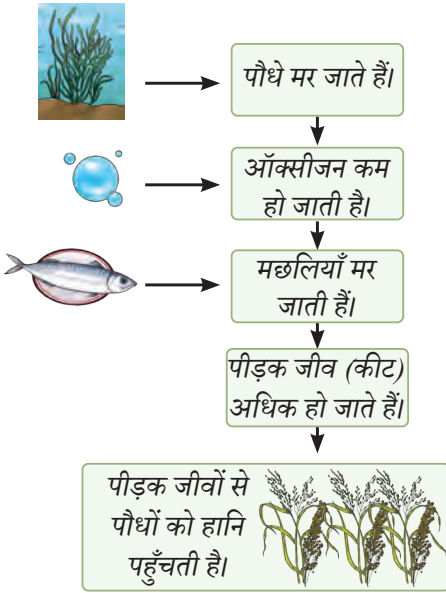 पौधे मर जाते हैं।
ऑक्सीजन कम
हो जाती है।
मछलियाँ मर
जाती हैं।
पीड़क जीव (कीट)
अधिक हो जाते हैं।
पीड़क जीवों से
पौधों को हानि
पहुँचती है।